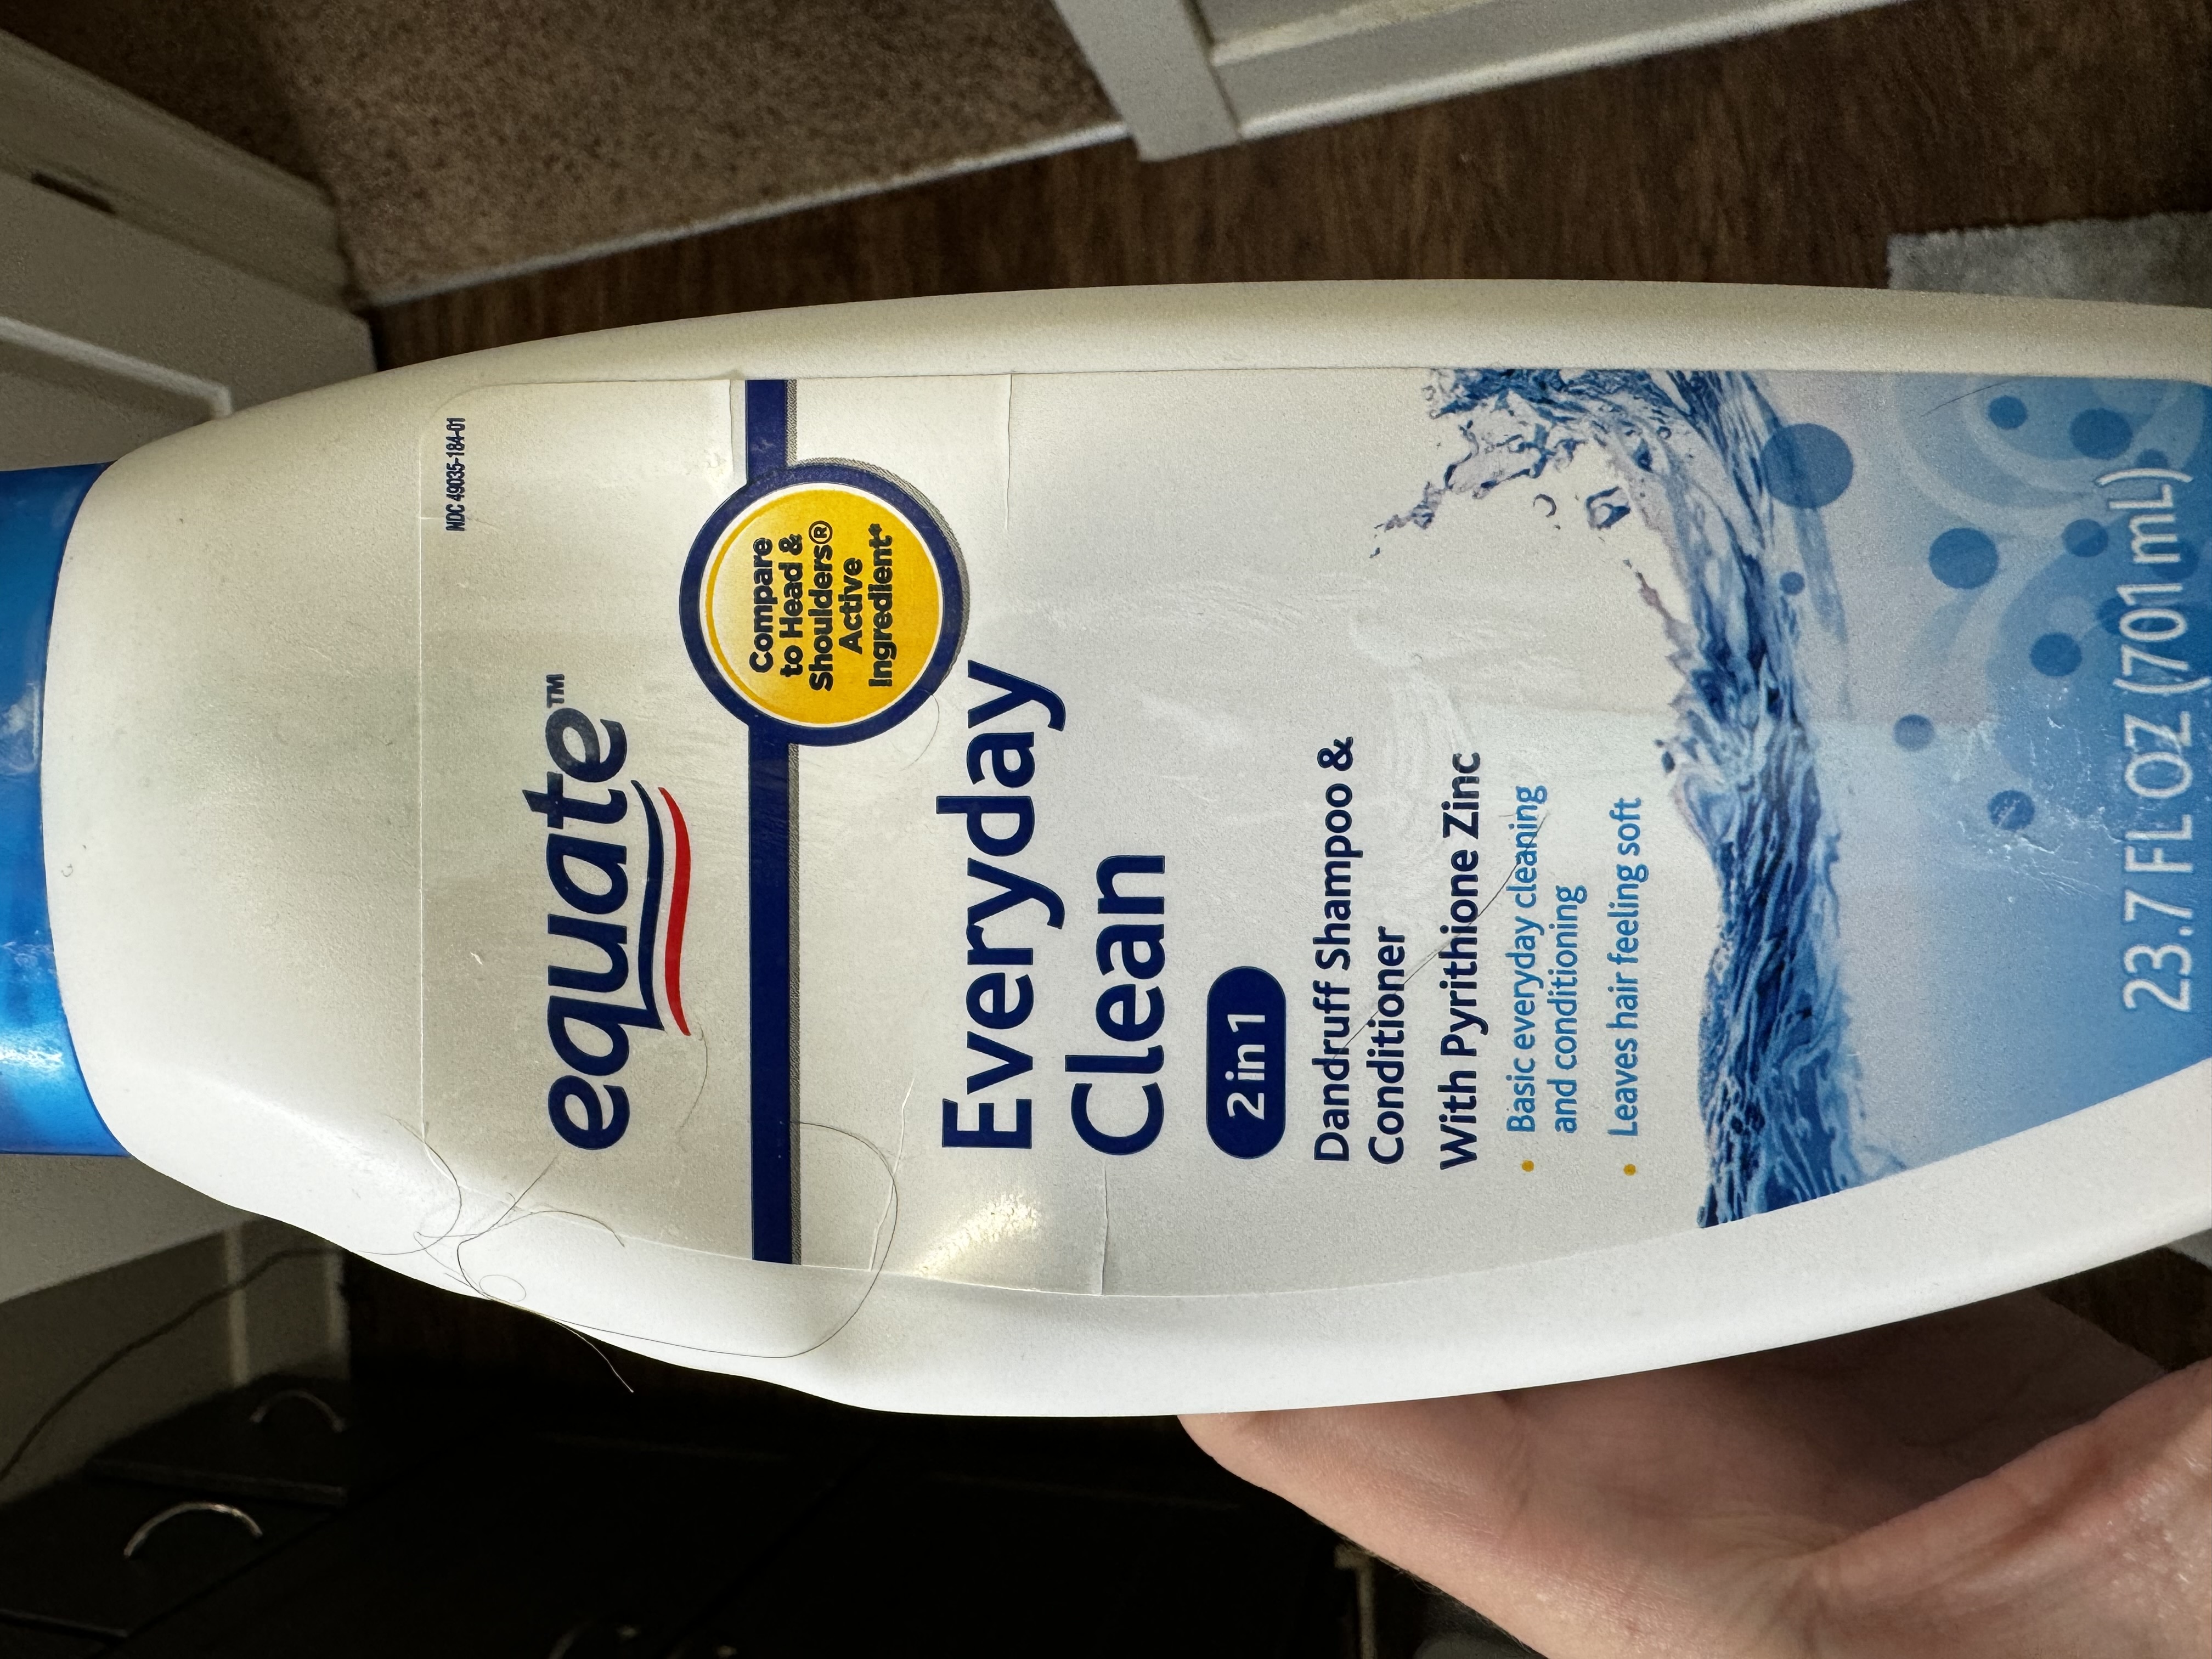 NDC 49035-184-01
equate™
Compare
to Head &
Shoulders®
Active
Ingredient*
Everyday
Clean
2 in 1
Dandruff Shampoo &
Conditioner
With Pyrithione Zinc
• Basic everyday cleaning
and conditioning
• Leaves hair feeling soft
23.7 FL OZ (701 mL)